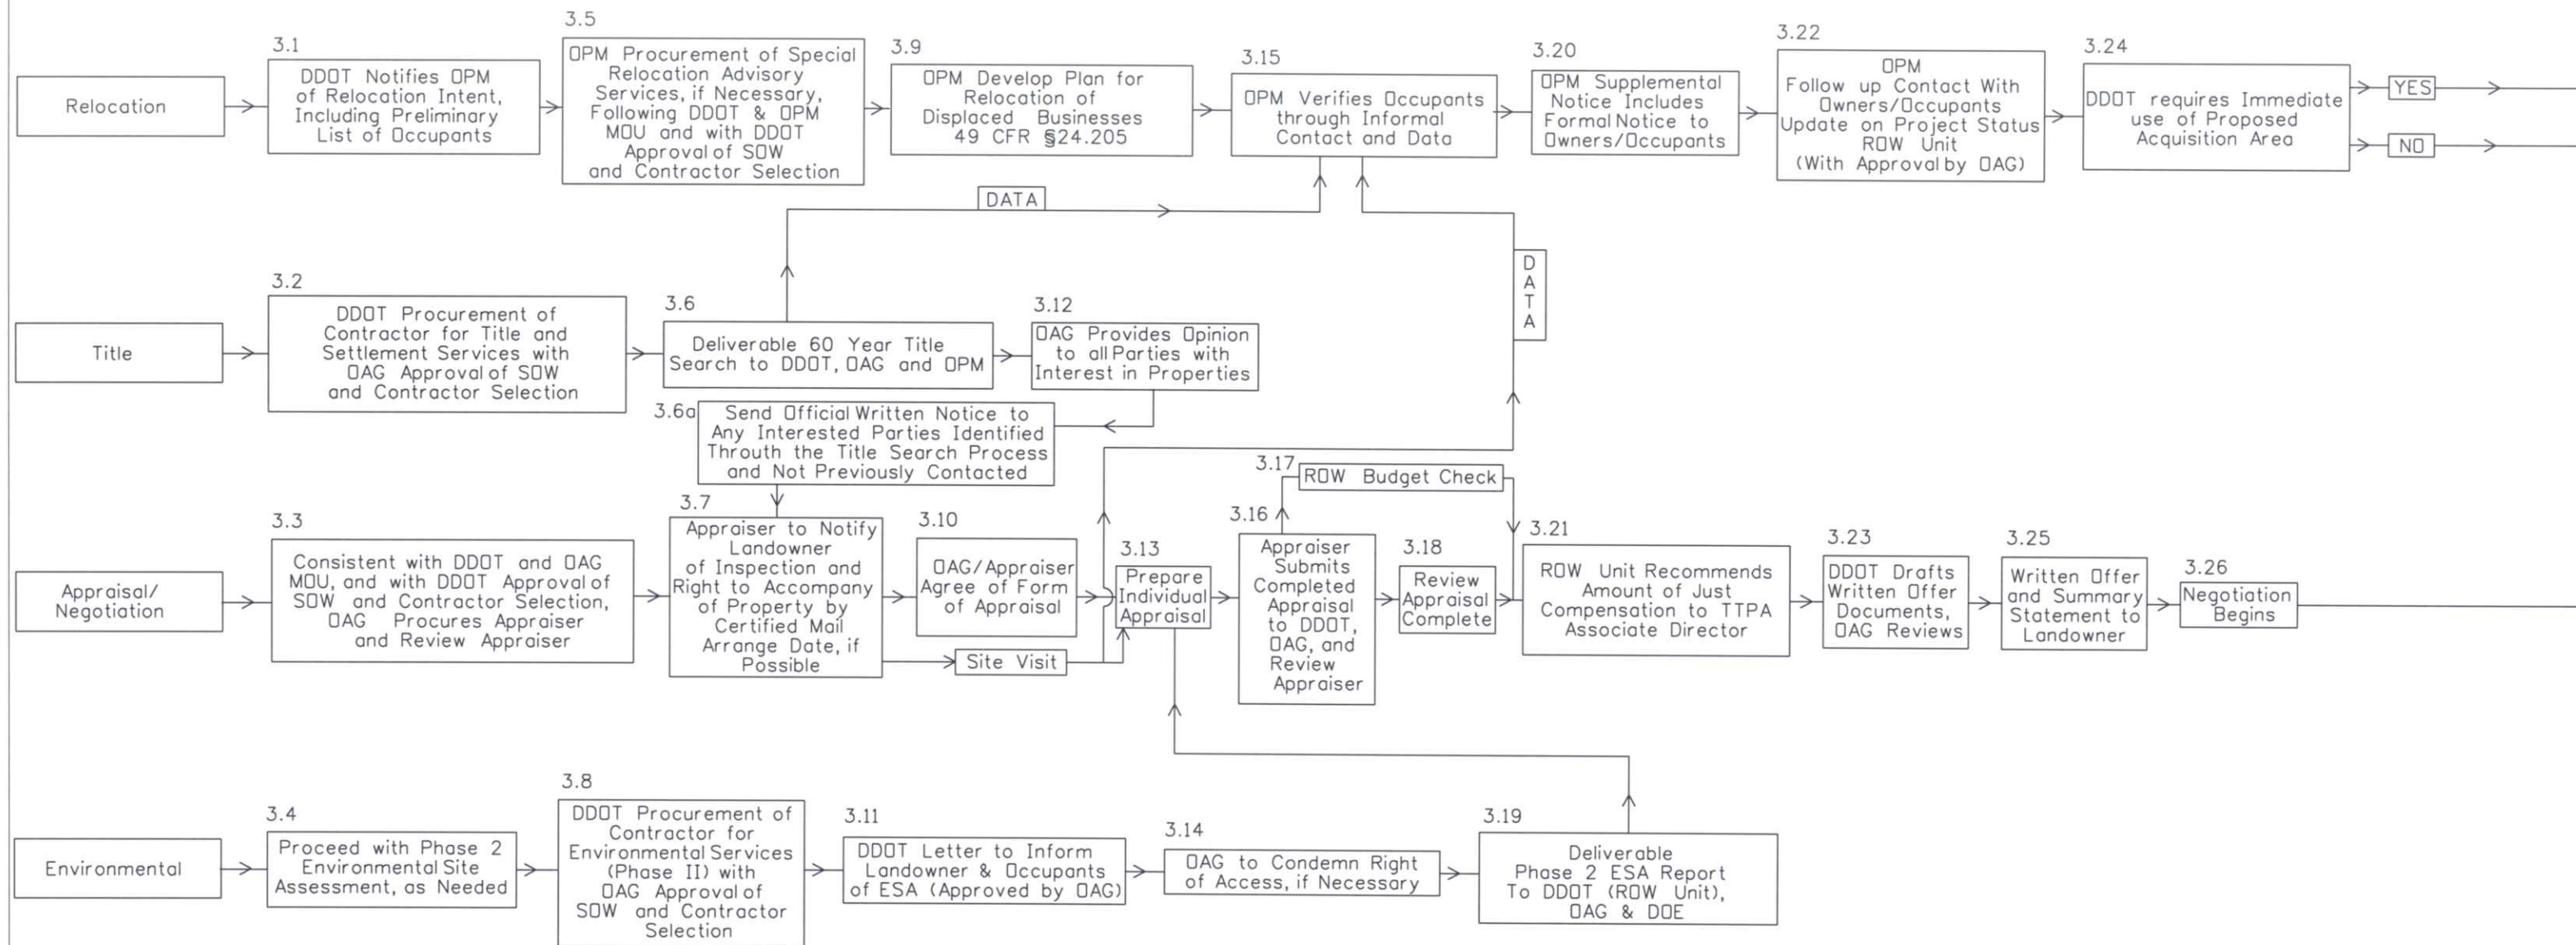 Relocation
3.1
DDOT Notifies OPM
of Relocation Intent,
Including Preliminary
List of Occupants
3.5
OPM Procurement of Special
Relocation Advisory
Services, if Necessary,
Following DDOT & OPM
MOU and with DDOT
Approval of SOW
and Contractor Selection
3.9
OPM Develop Plan for
Relocation of
Displaced Businesses
49 CFR §24.205
3.15
OPM Verifies Occupants
through Informal
Contact and Data
3.20
OPM Supplemental
Notice Includes
Formal Notice to
Owners/Occupants
3.22
OPM
Follow up Contact With
Owners/Occupants
Update on Project Status
ROW Unit
(With Approval by OAG)
3.24
DDOT requires Immediate
use of Proposed
Acquisition Area
YES
NO
DATA
DATA
Title
3.2
DDOT Procurement of
Contractor for Title and
Settlement Services with
OAG Approval of SOW
and Contractor Selection
3.6
Deliverable 60 Year Title
Search to DDOT, OAG and OPM
3.12
OAG Provides Opinion
to all Parties with
Interest in Properties
3.6a
Send Official Written Notice to
Any Interested Parties Identified
Throuth the Title Search Process
and Not Previously Contacted
Appraisal/
Negotiation
3.3
Consistent with DDOT and OAG
MOU, and with DDOT Approval of
SOW and Contractor Selection,
OAG Procures Appraiser
and Review Appraiser
3.7
Appraiser to Notify
Landowner
of Inspection and
Right to Accompany
of Property by
Certified Mail
Arrange Date, if
Possible
3.10
OAG/Appraiser
Agree of Form
of Appraisal
Site Visit
3.13
Prepare
Individual
Appraisal
3.16
Appraiser
Submits
Completed
Appraisal
to DDOT,
OAG, and
Review
Appraiser
3.17
ROW Budget Check
3.18
Review
Appraisal
Complete
3.21
ROW Unit Recommends
Amount of Just
Compensation to TTPA
Associate Director
3.23
DDOT Drafts
Written Offer
Documents,
OAG Reviews
3.25
Written Offer
and Summary
Statement to
Landowner
3.26
Negotiation
Begins
Environmental
3.4
Proceed with Phase 2
Environmental Site
Assessment, as Needed
3.8
DDOT Procurement of
Contractor for
Environmental Services
(Phase II) with
OAG Approval of
SOW and Contractor
Selection
3.11
DDOT Letter to Inform
Landowner & Occupants
of ESA (Approved by OAG)
3.14
OAG to Condemn Right
of Access, if Necessary
3.19
Deliverable
Phase 2 ESA Report
To DDOT (ROW Unit),
OAG & DOE